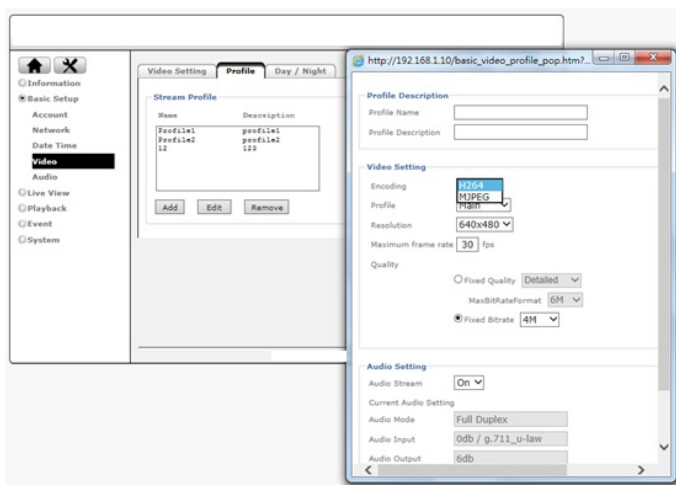 Information
Basic Setup
Account
Network
Date Time
Video
Audio
Live View
Playback
Event
System
Video Setting Profile Day / Night
Stream Profile
Name Description
Profile1 profile1
Profile2 profile2
12 123
Add Edit Remove
http://192.168.1.10/basic_video_profile_pop.htm?...
Profile Description
Profile Name
Profile Description
Video Setting
Encoding H264
MJPEG
Profile Main
Resolution 640x480
Maximum frame rate 30 fps
Quality
Fixed Quality Detailed
MaxBitRateFormat 6M
Fixed Bitrate 4M
Audio Setting
Audio Stream On
Current Audio Setting
Audio Mode Full Duplex
Audio Input 0db / g.711_u-law
Audio Output 6db